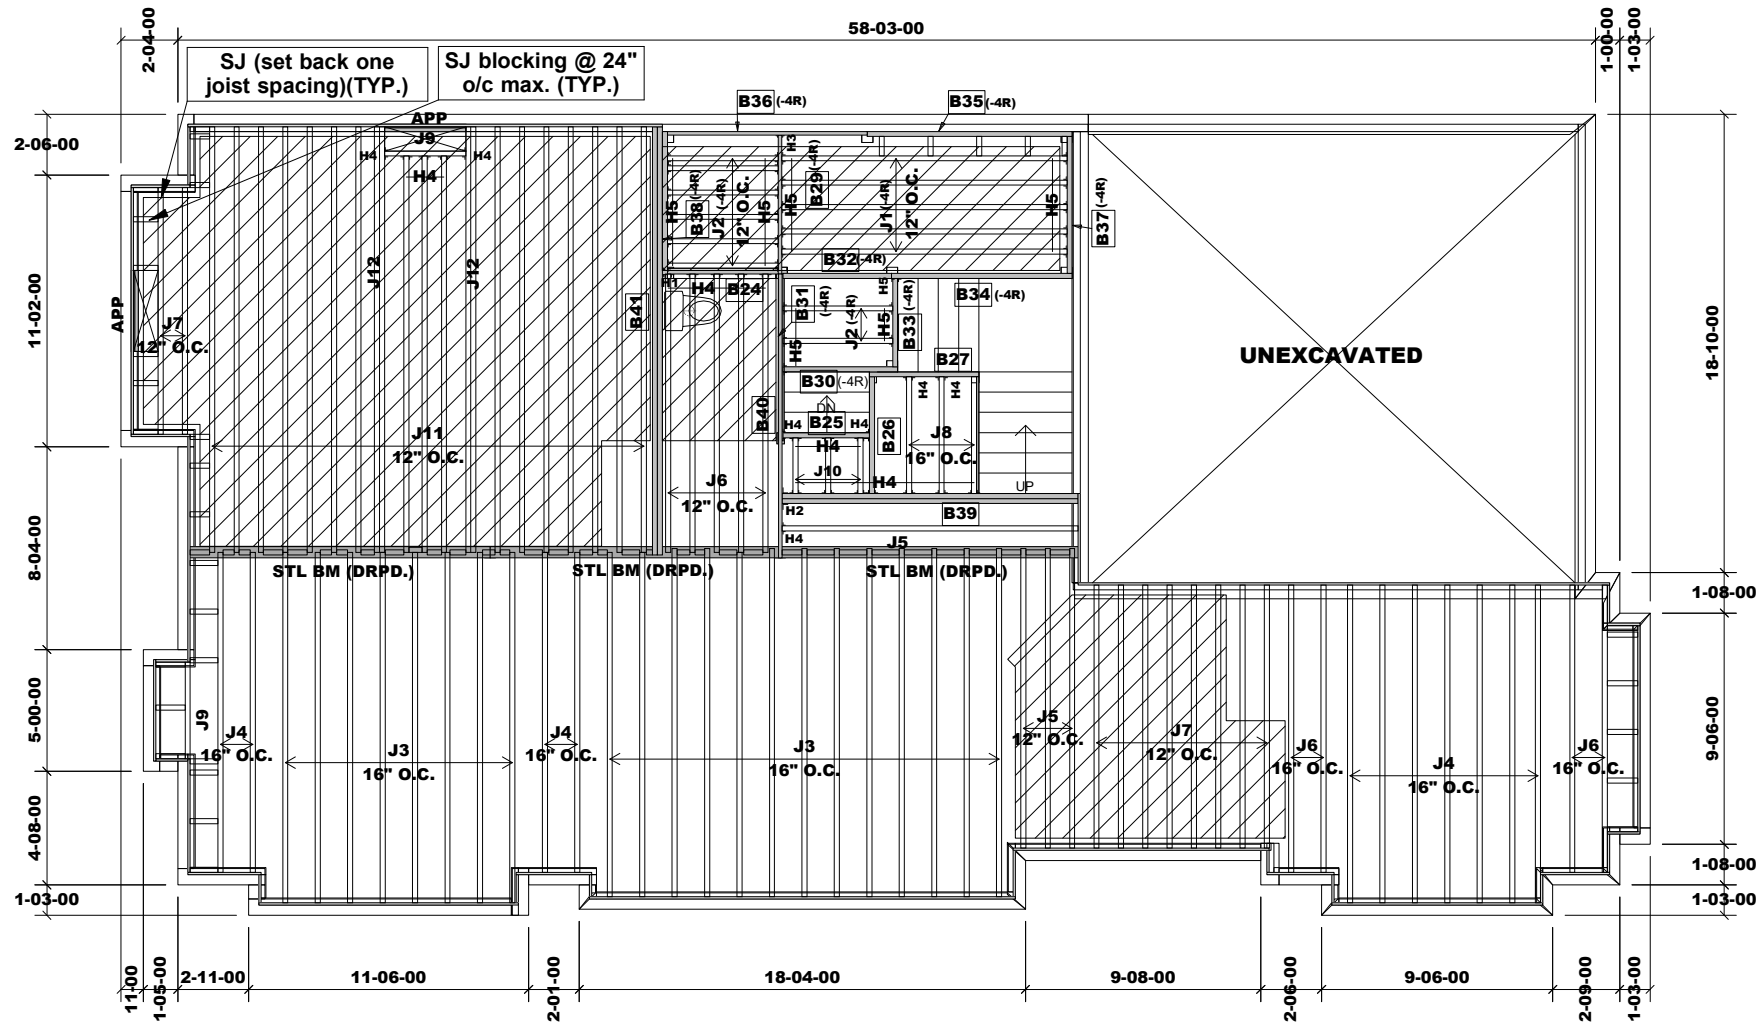 58-03-00
2-04-00
1-00-00
1-03-00
SJ (set back one
joist spacing)(TYP.)
SJ blocking @ 24"
o/c max. (TYP.)
B36 (-4R)
B35 (-4R)
APP
J9
H4
H4
H4
2-06-00
H3
B29 (-4R)
H5
B38 (-4R)
J2 (-4R)
12" O.C.
H5
H5
J1 (-4R)
12" O.C.
H5
B37 (-4R)
J12
J12
B32 (-4R)
H1
H4
B24
B41
H5
B31
(-4R)
B33 (-4R)
B34 (-4R)
J2 (-4R)
H5
H5
11-02-00
APP
J7
12" O.C.
UNEXCAVATED
18-10-00
B27
B30 (-4R)
H4
H4
DN
B40
B25
H4
H4
B26
J11
12" O.C.
H4
J8
16" O.C.
J10
H4
J6
12" O.C.
UP
H2
B39
H4
J5
8-04-00
STL BM (DRPD.)
STL BM (DRPD.)
STL BM (DRPD.)
1-08-00
5-00-00
J9
J4
16" O.C.
J3
16" O.C.
J4
16" O.C.
J3
16" O.C.
J5
12" O.C.
J7
12" O.C.
J6
16" O.C.
J4
16" O.C.
J6
16" O.C.
9-06-00
4-08-00
1-08-00
1-03-00
1-03-00
11-00
1-05-00
2-11-00
11-06-00
2-01-00
18-04-00
9-08-00
2-06-00
9-06-00
2-09-00
1-03-00